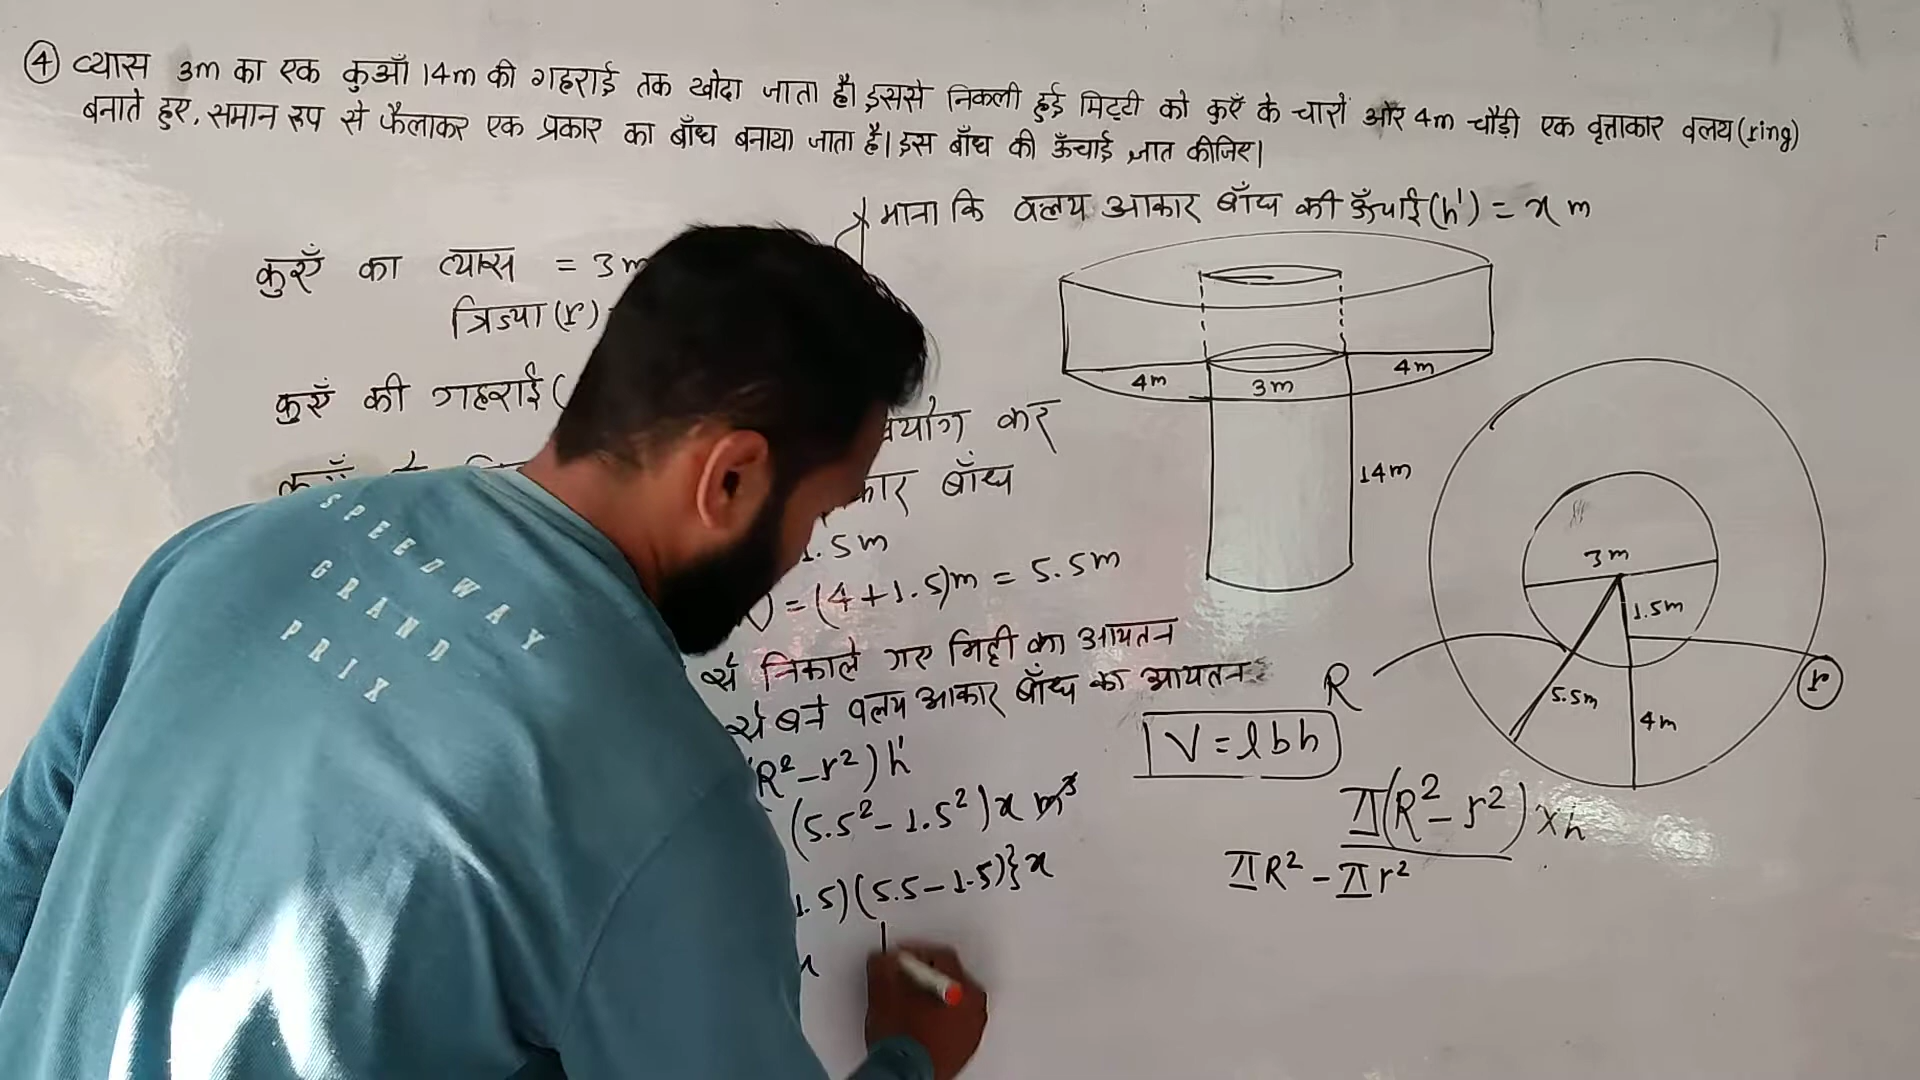 ④ व्यास 3m का एक कुआँ 14m की गहराई तक खोदा जाता है। इससे निकली हुई मिट्टी को कुएँ के चारों ओर 4m चौड़ी एक वृत्ताकार वलय (ring)
बनाते हुए, समान रूप से फैलाकर एक प्रकार का बाँध बनाया जाता है। इस बाँध की ऊँचाई ज्ञात कीजिए।
माना कि वलय आकार बाँध की ऊँचाई (h') = x m
कुएँ का व्यास = 3m
त्रिज्या (r)
कुएँ की गहराई (
कर
बाँध
1.5m
) = (4+1.5)m = 5.5m
से निकाले गए मिट्टी का आयतन
से बने वलय आकार बाँध का आयतन
R²-r²) h'
(5.5² - 1.5²) x m³
1.5) (5.5-1.5)} x
x
4m
3m
4m
14m
3m
1.5m
5.5m
4m
R
r
V = lbh
π(R² - r²) × h
πR² - πr²
SPEEDWAY
GRAND
PRIX